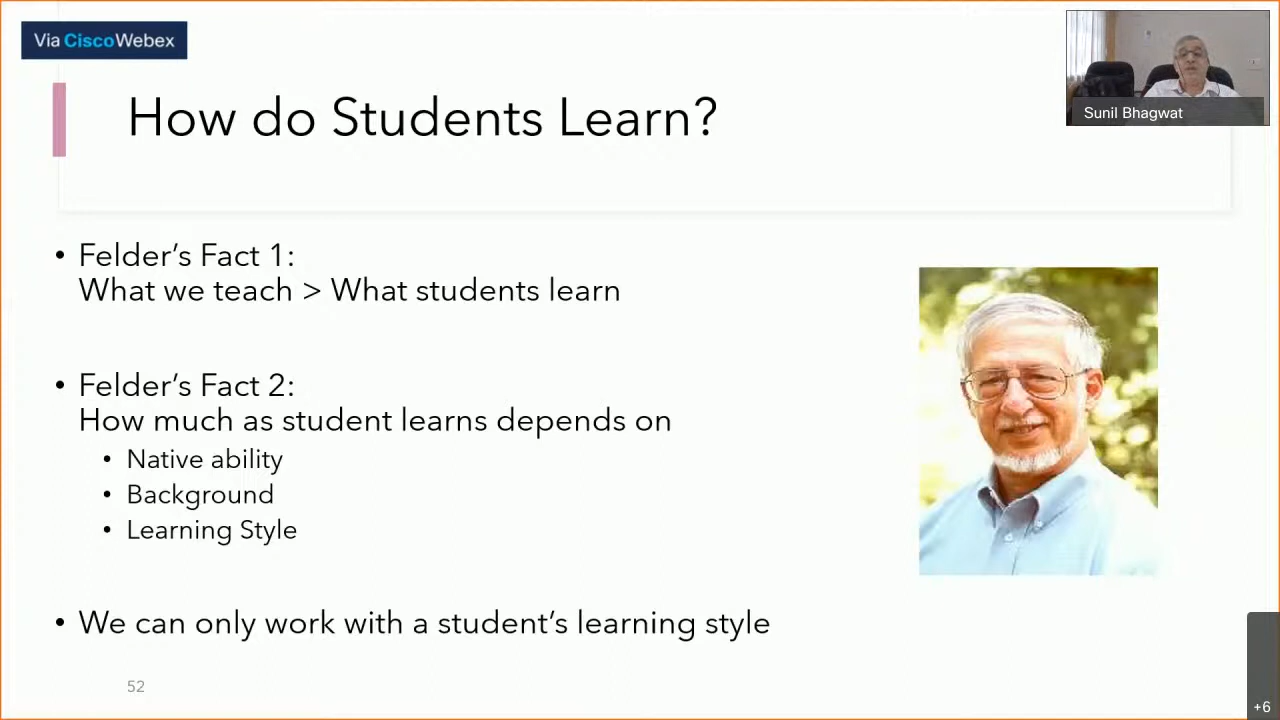 Via CiscoWebex
Sunil Bhagwat
How do Students Learn?
• Felder’s Fact 1:
What we teach > What students learn
• Felder’s Fact 2:
How much as student learns depends on
• Native ability
• Background
• Learning Style
• We can only work with a student’s learning style
52
+6